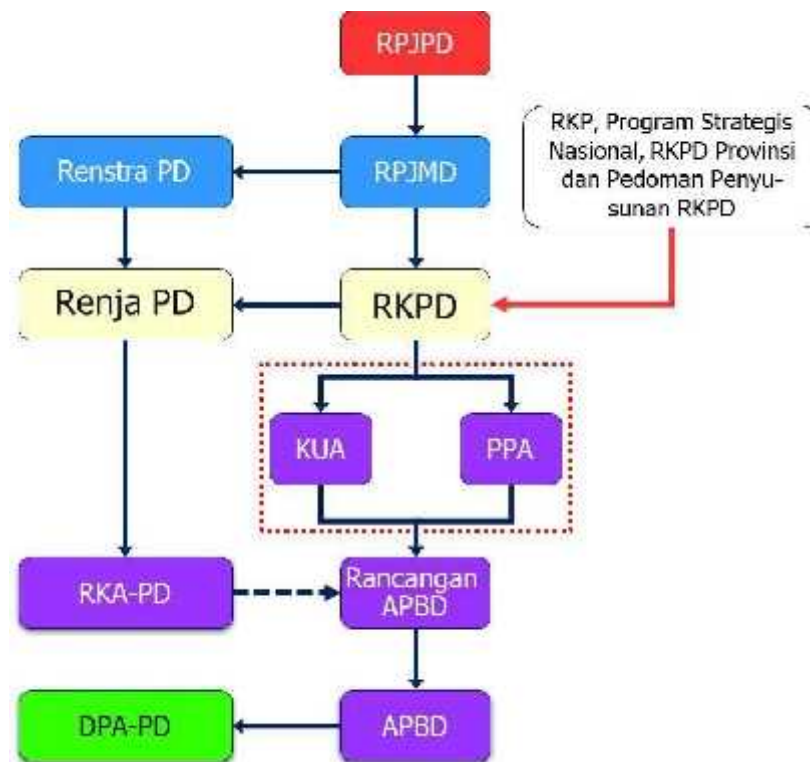 RPJPD
RKP, Program Strategis
Nasional, RKPD Provinsi
dan Pedoman Penyu-
sunan RKPD
Renstra PD
RPJMD
Renja PD
RKPD
KUA
PPA
RKA-PD
Rancangan
APBD
DPA-PD
APBD